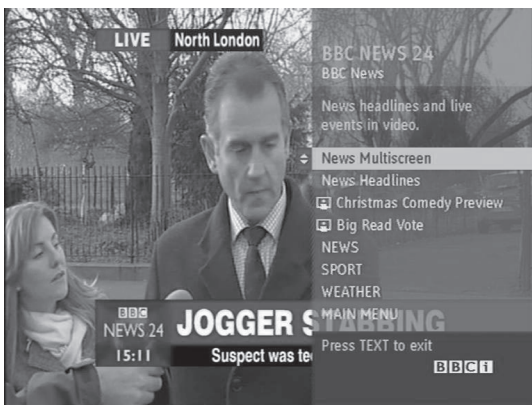 LIVE North London
BBC NEWS 24
BBC News
News headlines and live
events in video.
News Multiscreen
News Headlines
Christmas Comedy Preview
Big Read Vote
NEWS
SPORT
WEATHER
MAIN MENU
Press TEXT to exit
BBCi
BBC
NEWS 24
15:11
JOGGER STABBING
Suspect was